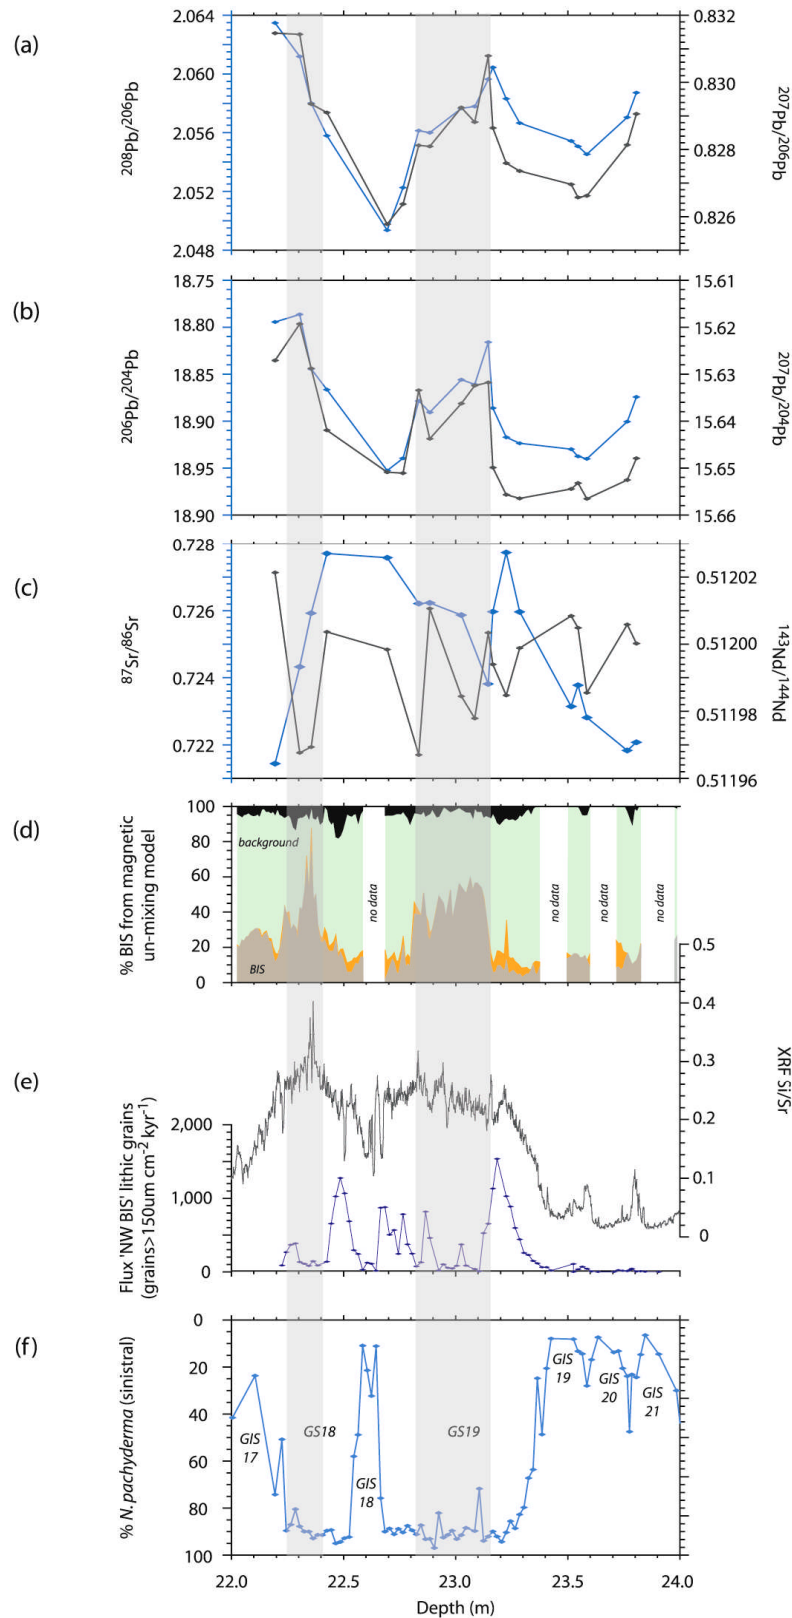 (a)
2.064
2.060
2.056
2.052
2.048
208Pb/206Pb
0.832
0.830
0.828
0.826
207Pb/206Pb
(b)
18.75
18.80
18.85
18.90
18.95
18.90
206Pb/204Pb
15.61
15.62
15.63
15.64
15.65
15.66
207Pb/204Pb
(c)
0.728
0.726
0.724
0.722
87Sr/86Sr
0.51202
0.51200
0.51198
0.51196
143Nd/144Nd
(d)
100
80
60
40
20
0
% BIS from magnetic
un-mixing model
background
BIS
no data
no data
no data
no data
(e)
0.5
0.4
0.3
0.2
0.1
0
XRF Si/Sr
2,000
1,000
0
Flux 'NW BIS' lithic grains
(grains>150um cm-2 kyr-1)
(f)
0
20
40
60
80
100
% N.pachyderma (sinistral)
GIS
17
GS18
GIS
18
GS19
GIS
19
GIS
20
GIS
21
22.0
22.5
23.0
23.5
24.0
Depth (m)